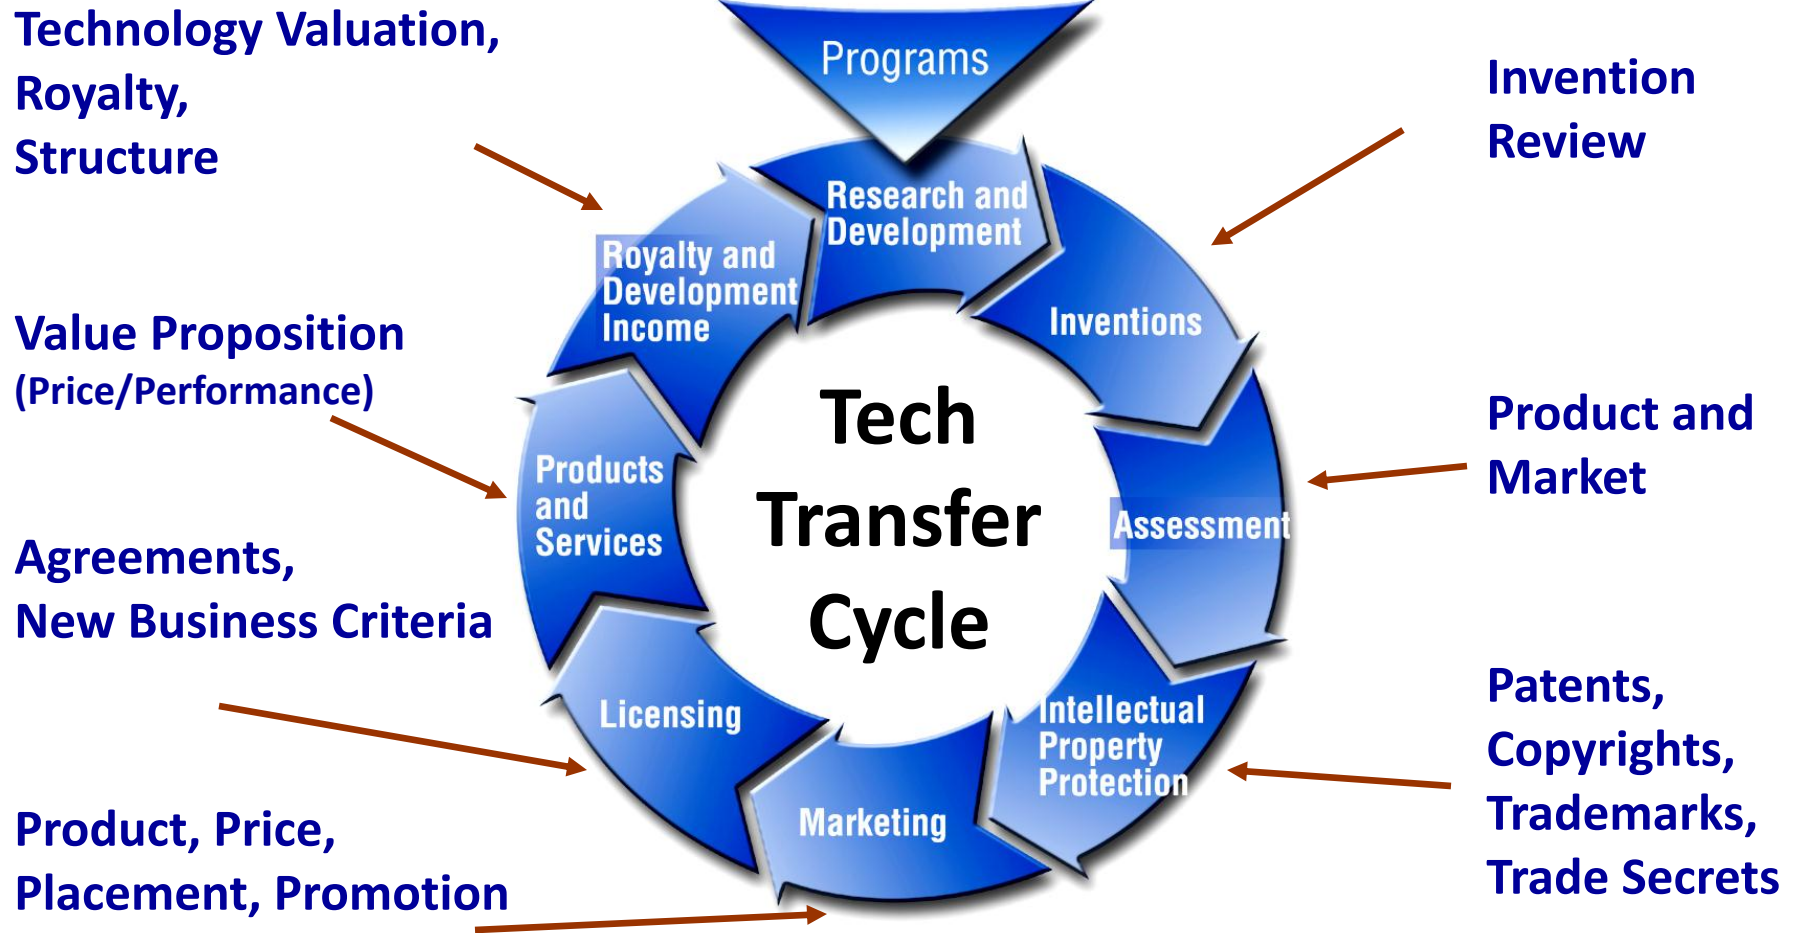 Technology Valuation,
Royalty,
Structure
Programs
Invention
Review
Research and
Development
Royalty and
Development
Income
Inventions
Value Proposition
(Price/Performance)
Product and
Market
Tech
Transfer
Cycle
Products
and
Services
Assessment
Agreements,
New Business Criteria
Licensing
Intellectual
Property
Protection
Patents,
Copyrights,
Trademarks,
Trade Secrets
Marketing
Product, Price,
Placement, Promotion